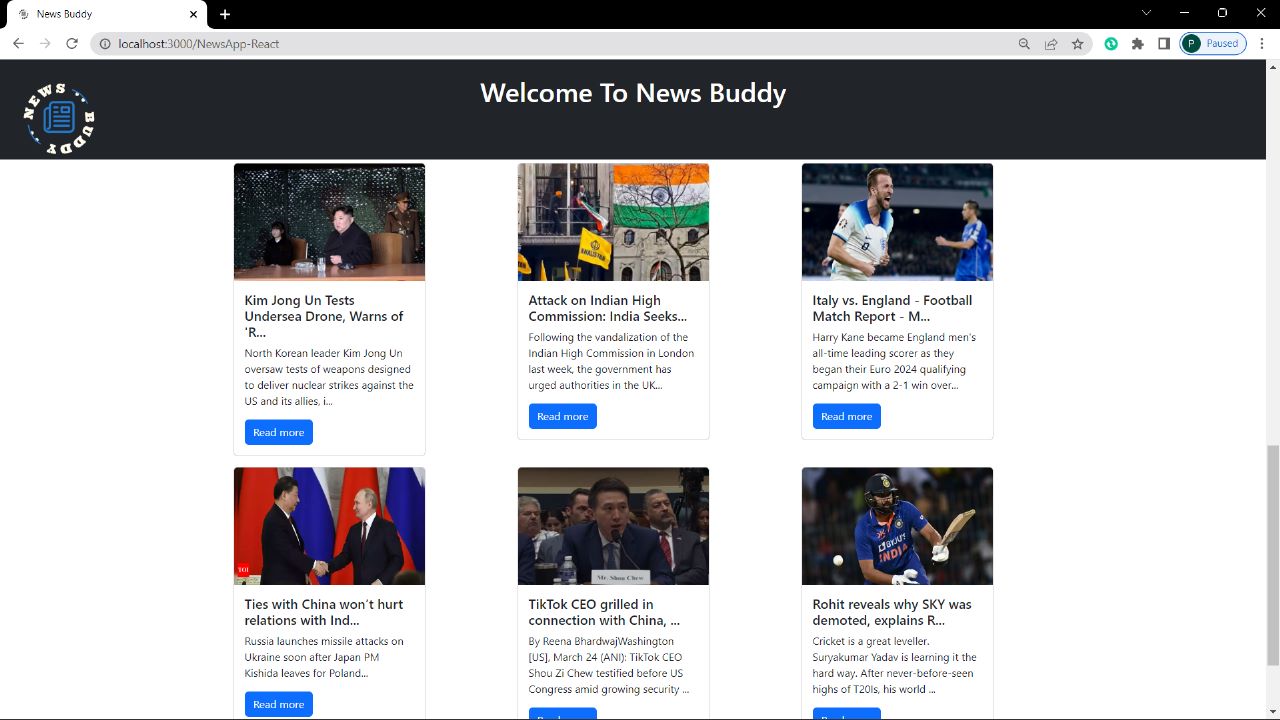 News Buddy
localhost:3000/NewsApp-React
P Paused
NEWS BUDDY
Welcome To News Buddy
Kim Jong Un Tests
Undersea Drone, Warns of
'R...
North Korean leader Kim Jong Un
oversaw tests of weapons designed
to deliver nuclear strikes against the
US and its allies, i...
Read more
KHALISTAN
Attack on Indian High
Commission: India Seeks...
Following the vandalization of the
Indian High Commission in London
last week, the government has
urged authorities in the UK...
Read more
9
Italy vs. England - Football
Match Report - M...
Harry Kane became England men's
all-time leading scorer as they
began their Euro 2024 qualifying
campaign with a 2-1 win over...
Read more
TOI
Ties with China won't hurt
relations with Ind...
Russia launches missile attacks on
Ukraine soon after Japan PM
Kishida leaves for Poland...
Read more
Mr. Shou Chew
TikTok CEO grilled in
connection with China, ...
By Reena BhardwajWashington
[US], March 24 (ANI): TikTok CEO
Shou Zi Chew testified before US
Congress amid growing security ...
BYJU'S
INDIA
Rohit reveals why SKY was
demoted, explains R...
Cricket is a great leveller.
Suryakumar Yadav is learning it the
hard way. After never-before-seen
highs of T20Is, his world ...